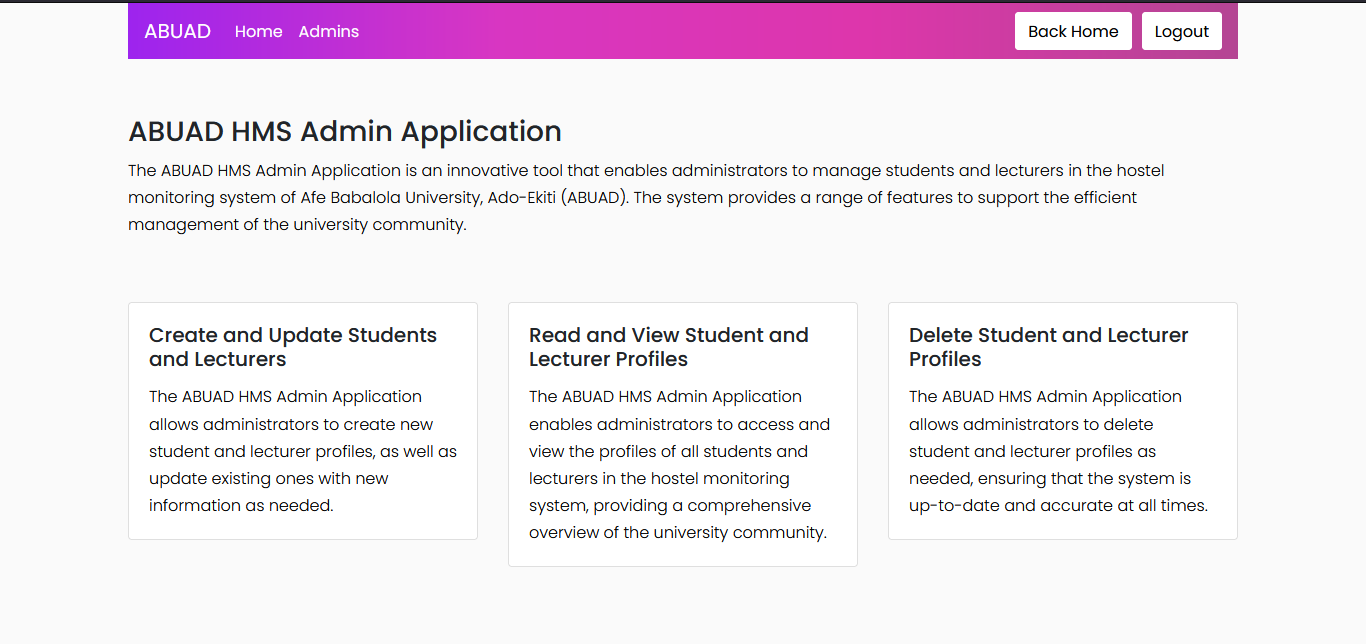 ABUAD Home Admins Back Home Logout
ABUAD HMS Admin Application
The ABUAD HMS Admin Application is an innovative tool that enables administrators to manage students and lecturers in the hostel
monitoring system of Afe Babalola University, Ado-Ekiti (ABUAD). The system provides a range of features to support the efficient
management of the university community.
Create and Update Students
and Lecturers
The ABUAD HMS Admin Application
allows administrators to create new
student and lecturer profiles, as well as
update existing ones with new
information as needed.
Read and View Student and
Lecturer Profiles
The ABUAD HMS Admin Application
enables administrators to access and
view the profiles of all students and
lecturers in the hostel monitoring
system, providing a comprehensive
overview of the university community.
Delete Student and Lecturer
Profiles
The ABUAD HMS Admin Application
allows administrators to delete
student and lecturer profiles as
needed, ensuring that the system is
up-to-date and accurate at all times.